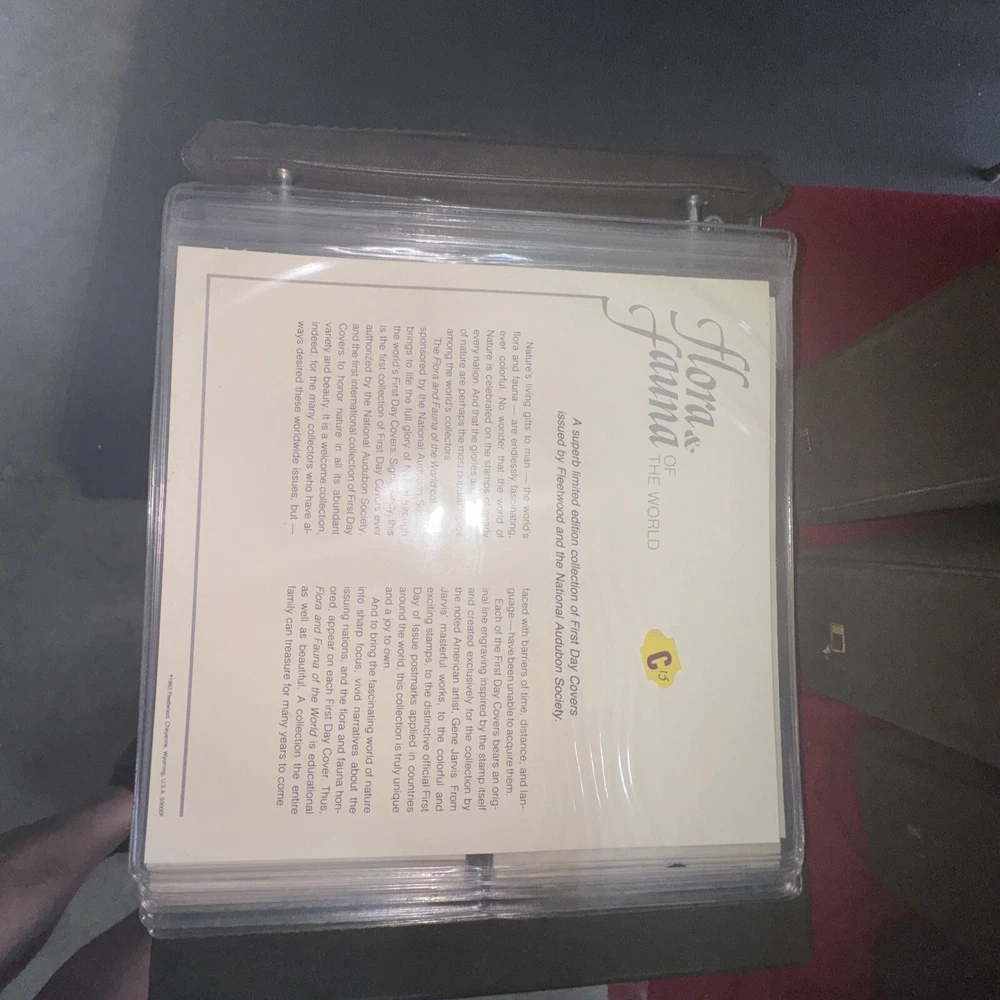 Flora &
Fauna OF
THE WORLD
A superb limited edition collection of First Day Covers
issued by Fleetwood and the National Audubon Society.
Nature's living gifts to man — the world's
flora and fauna — are endlessly fascinating,
ever colorful. No wonder that the world of
Nature is celebrated on the stamps of
every nation. And that the glories
of nature are perhaps the most
among the world's collectors.
The Flora and Fauna of the World
sponsored by the National Audubon
brings to life the full glory of through
the world's First Day Covers. this
is the first collection of First Day Covers ever
authorized by the National Audubon Society,
and the first international collection of First Day
Covers to honor nature in all its abundant
variety and beauty. It is a welcome collection,
indeed, for the many collectors who have al-
ways desired these worldwide issues, but —
faced with barriers of time, distance, and lan-
guage — have been unable to acquire them.
Each of the First Day Covers bears an orig-
inal line engraving inspired by the stamp itself
and created exclusively for the collection by
the noted American artist, Gene Jarvis. From
Jarvis' masterful works, to the colorful and
exciting stamps, to the distinctive official First
Day of Issue postmarks applied in countries
around the world, this collection is truly unique
and a joy to own.
And to bring the fascinating world of nature
into sharp focus, vivid narratives about the
issuing nations, and the flora and fauna hon-
ored, appear on each First Day Cover. Thus,
Flora and Fauna of the World is educational
as well as beautiful. A collection the entire
family can treasure for many years to come.
Fleetwood, Cheyenne, Wyoming, U.S.A.
C